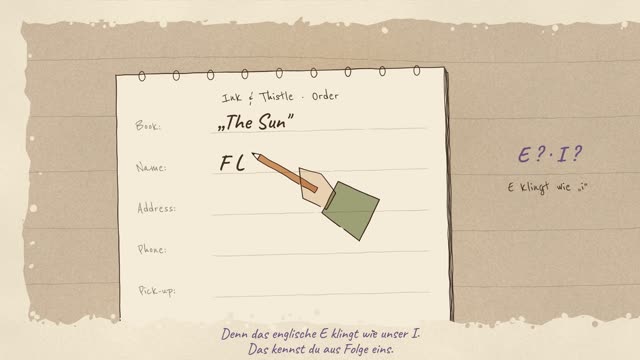 Ink & Thistle · Order
Book: „The Sun"
Name: F L
Address:
Phone:
Pick-up:
E ? · I ?
E klingt wie „i"
Denn das englische E klingt wie unser I.
Das kennst du aus Folge eins.